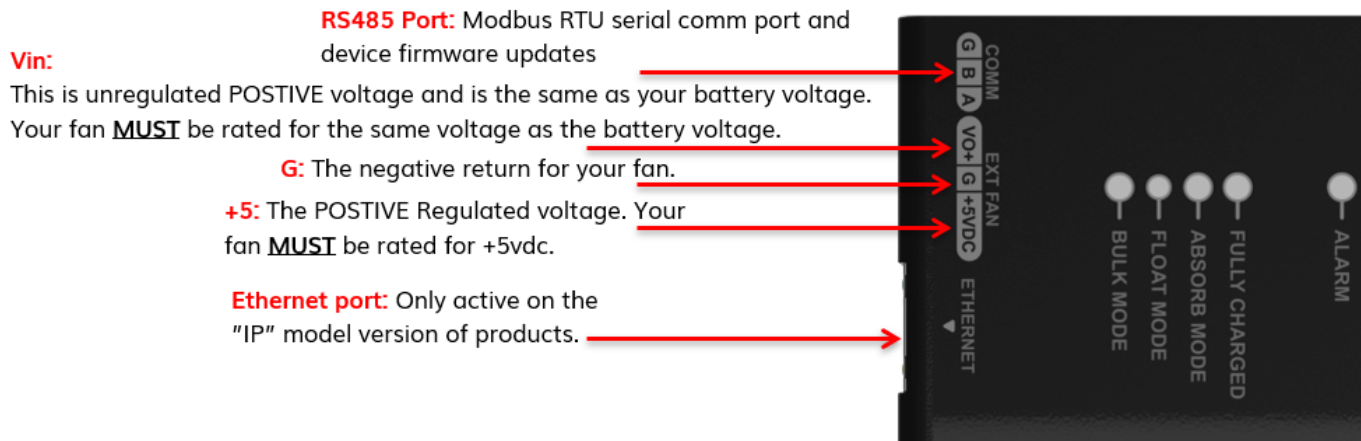 RS485 Port: Modbus RTU serial comm port and
device firmware updates
Vin:
This is unregulated POSTIVE voltage and is the same as your battery voltage.
Your fan MUST be rated for the same voltage as the battery voltage.
G: The negative return for your fan.
+5: The POSTIVE Regulated voltage. Your
fan MUST be rated for +5vdc.
Ethernet port: Only active on the
"IP" model version of products.
COMM
G B A
EXT FAN
VO+ G +5VDC
ETHERNET
BULK MODE
FLOAT MODE
ABSORB MODE
FULLY CHARGED
ALARM